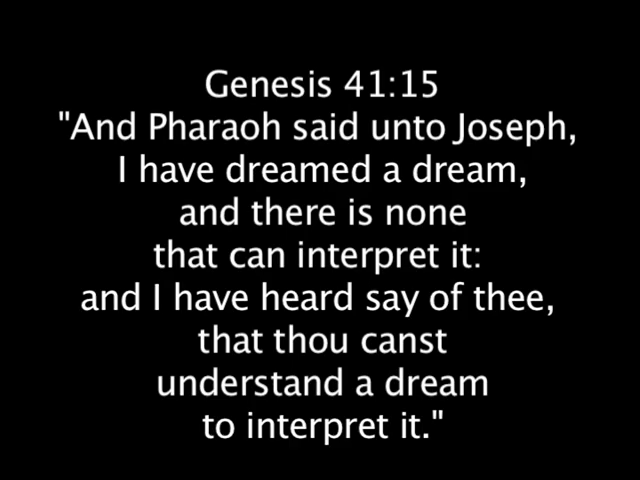 Genesis 41:15
"And Pharaoh said unto Joseph,
I have dreamed a dream,
and there is none
that can interpret it:
and I have heard say of thee,
that thou canst
understand a dream
to interpret it."